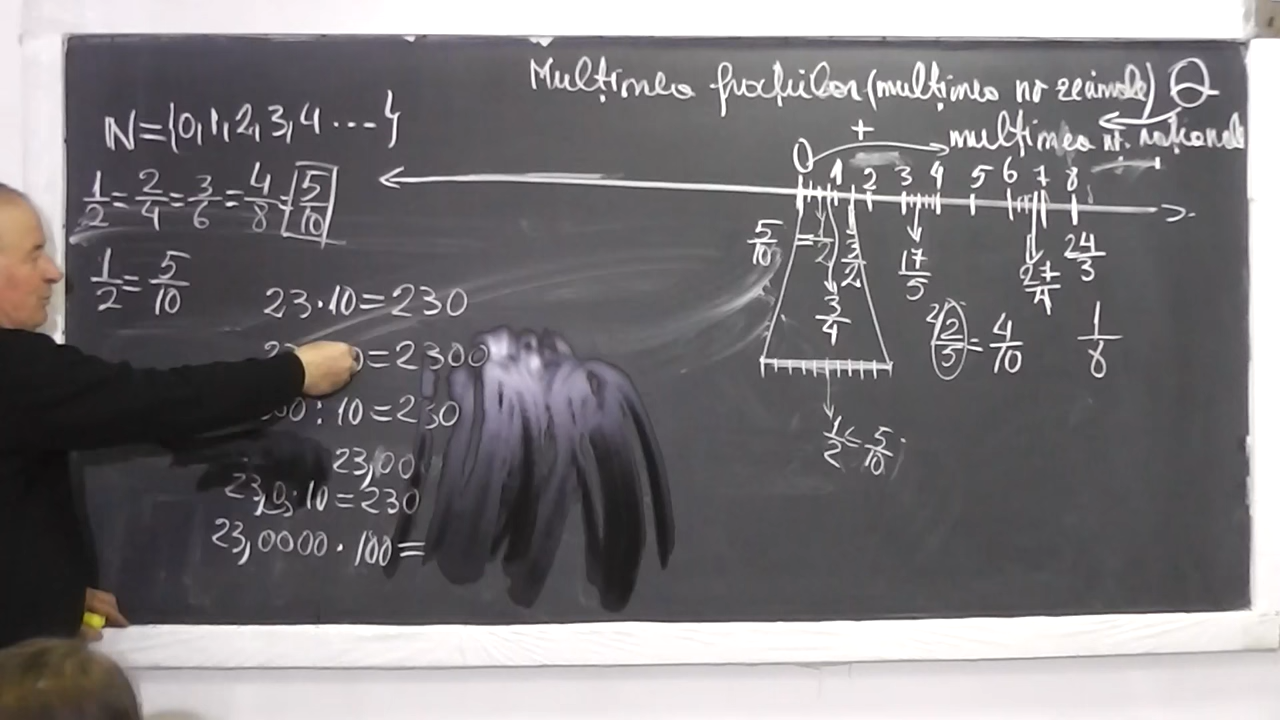 Mulțimea fracțiilor (mulțimea nr zecimale) Q
mulțimea nr. raționale
N={0,1,2,3,4 ....}
+
0 1 2 3 4 5 6 7 8
1/2=2/4=3/6=4/8=5/10
5/10 = 1/2 3/2 17/5 27/4 24/3
1/2=5/10
3/4
23·10=230
2 2/5=4/10 1/8
=2300
:10=230
1/2=5/10
23,00
23,0·10=230
23,0000·100=